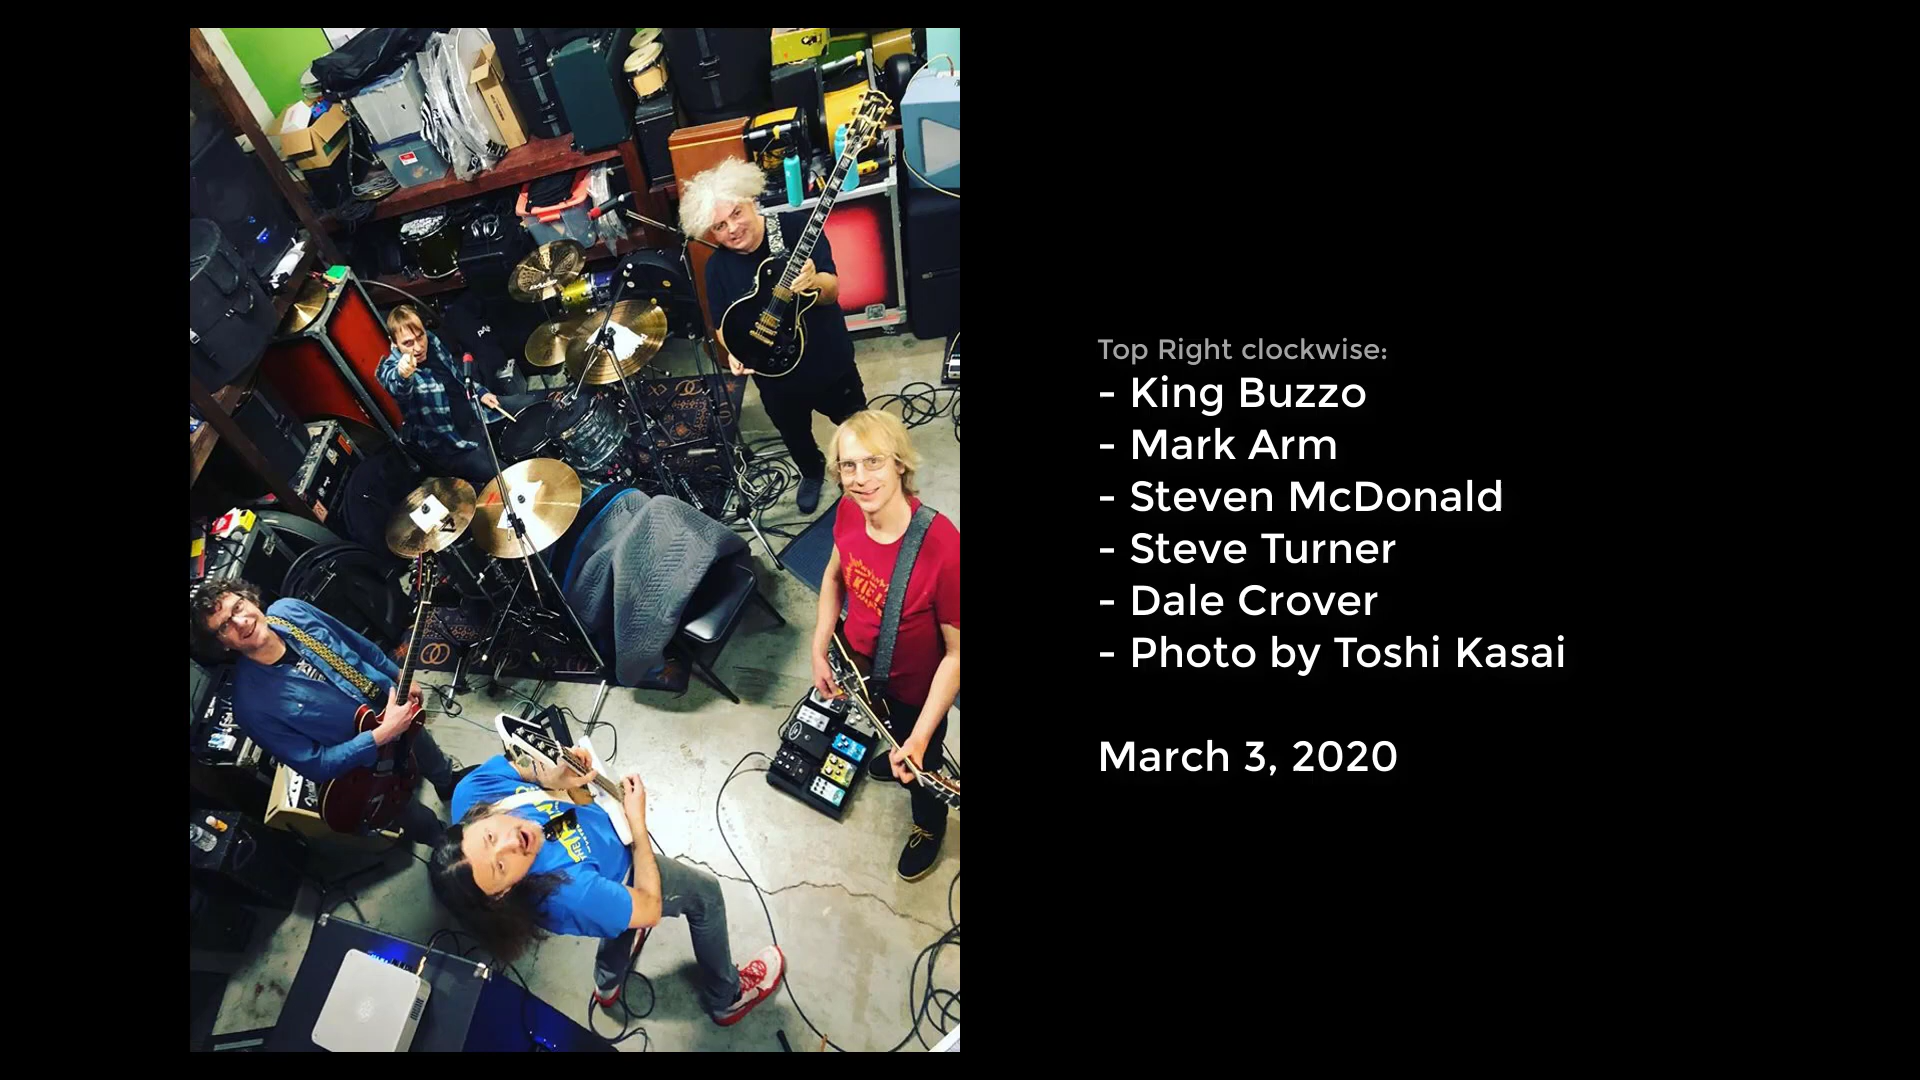 Top Right clockwise:
- King Buzzo
- Mark Arm
- Steven McDonald
- Steve Turner
- Dale Crover
- Photo by Toshi Kasai
March 3, 2020